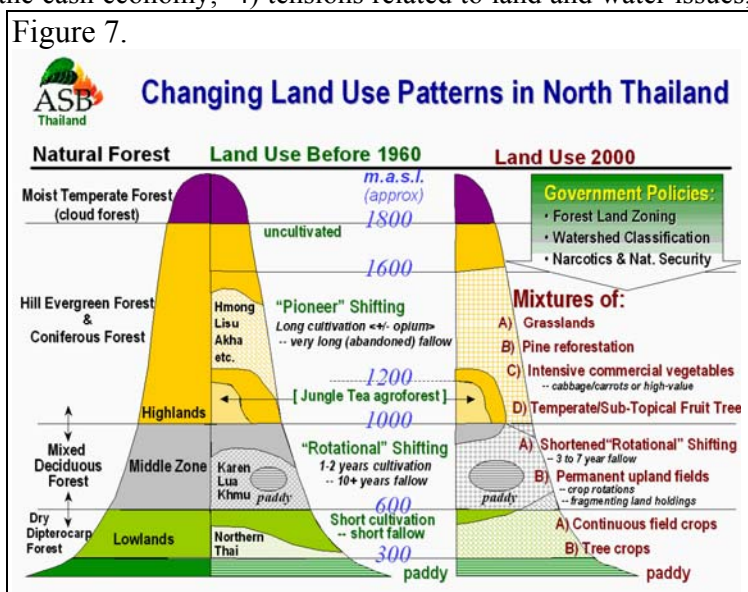 the cash economy; 4) tensions related to land and water issues;
Figure 7.
ASB
Thailand
Changing Land Use Patterns in North Thailand
Natural Forest
Land Use Before 1960
Land Use 2000
m.a.s.l.
(approx)
Moist Temperate Forest
(cloud forest)
1800
uncultivated
1600
Government Policies:
• Forest Land Zoning
• Watershed Classification
• Narcotics & Nat. Security
Hill Evergreen Forest
&
Coniferous Forest
Hmong
Lisu
Akha
etc.
"Pioneer" Shifting
Long cultivation <+/- opium>
-- very long (abandoned) fallow
Mixtures of:
A) Grasslands
B) Pine reforestation
C) Intensive commercial vegetables
-- cabbage/carrots or high-value
D) Temperate/Sub-Topical Fruit Tree
1200
[ Jungle Tea agroforest ]
Highlands
1000
Mixed
Deciduous
Forest
Middle Zone
Karen
Lua
Khmu
paddy
"Rotational" Shifting
1-2 years cultivation
-- 10+ years fallow
paddy
A) Shortened"Rotational" Shifting
-- 3 to 7 year fallow
B) Permanent upland fields
-- crop rotations
-- fragmenting land holdings
600
Dry
Dipterocarp
Forest
Lowlands
Northern
Thai
Short cultivation
-- short fallow
A) Continuous field crops
B) Tree crops
300
paddy
paddy